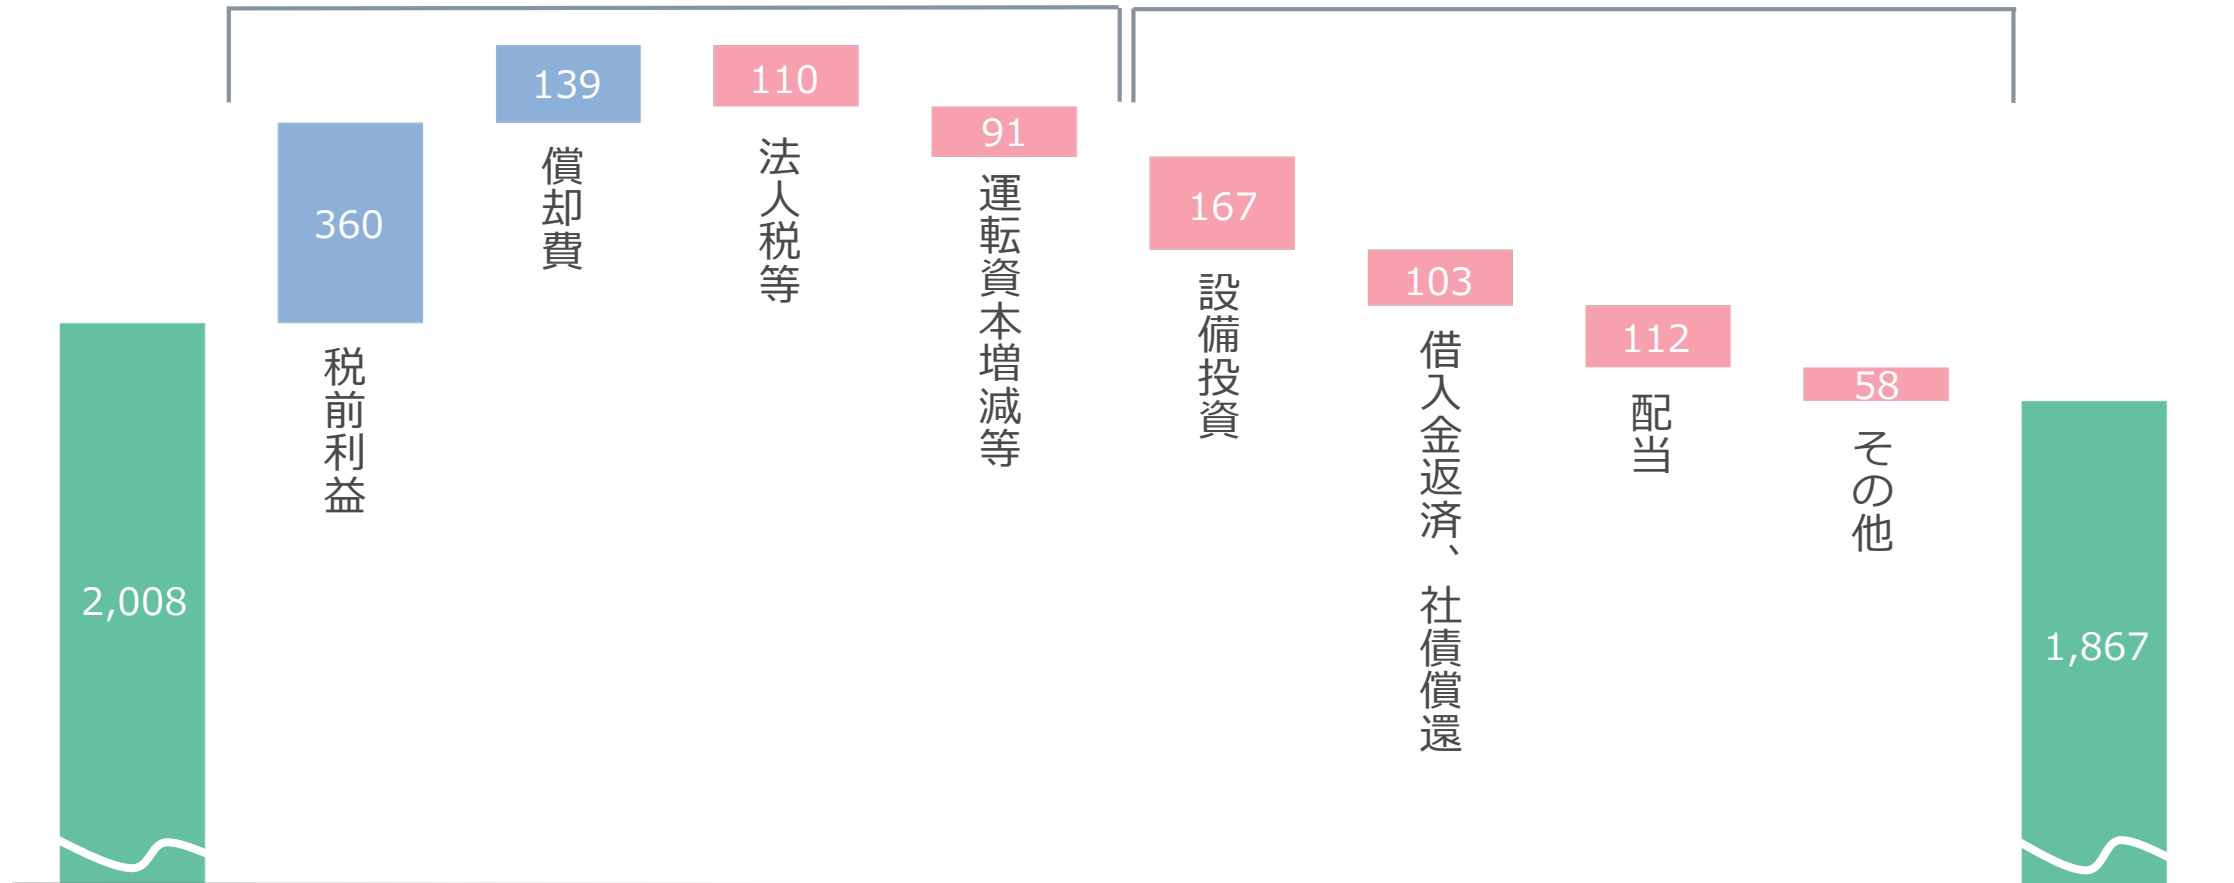 2,008
360
税前利益
139
償却費
110
法人税等
91
運転資本増減等
167
設備投資
103
借入金返済、社債償還
112
配当
58
その他
1,867